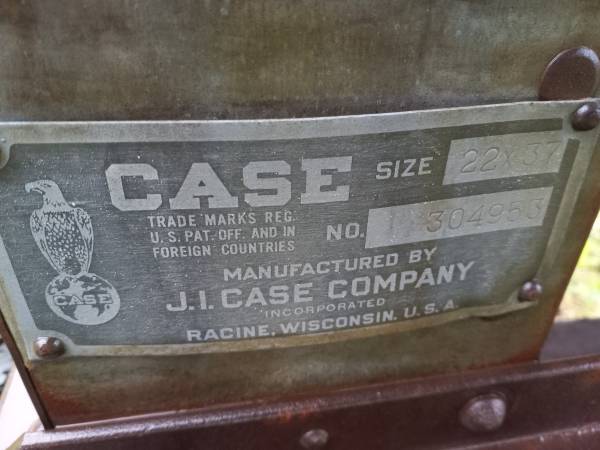 CASE
TRADE MARKS REG.
U.S. PAT. OFF. AND IN
FOREIGN COUNTRIES
SIZE 22X37
NO. 304953
CASE
MANUFACTURED BY
J.I. CASE COMPANY
INCORPORATED
RACINE, WISCONSIN, U.S.A.